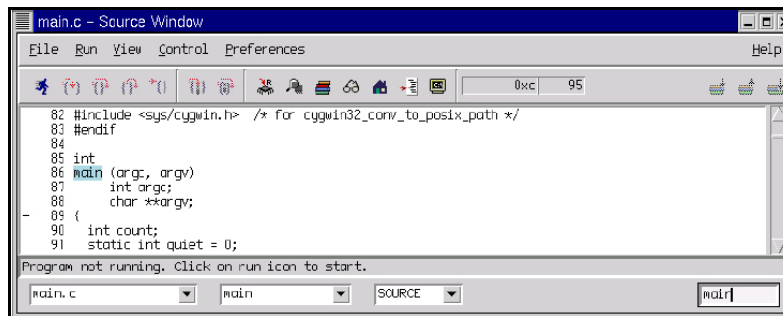 main.c – Source Window
File Run View Control Preferences Help
0xc 95
82 #include <sys/cygwin.h> /* for cygwin32_conv_to_posix_path */
83 #endif
84
85 int
86 main (argc, argv)
87 int argc;
88 char **argv;
– 89 {
90 int count;
91 static int quiet = 0;
Program not running. Click on run icon to start.
main.c main SOURCE main